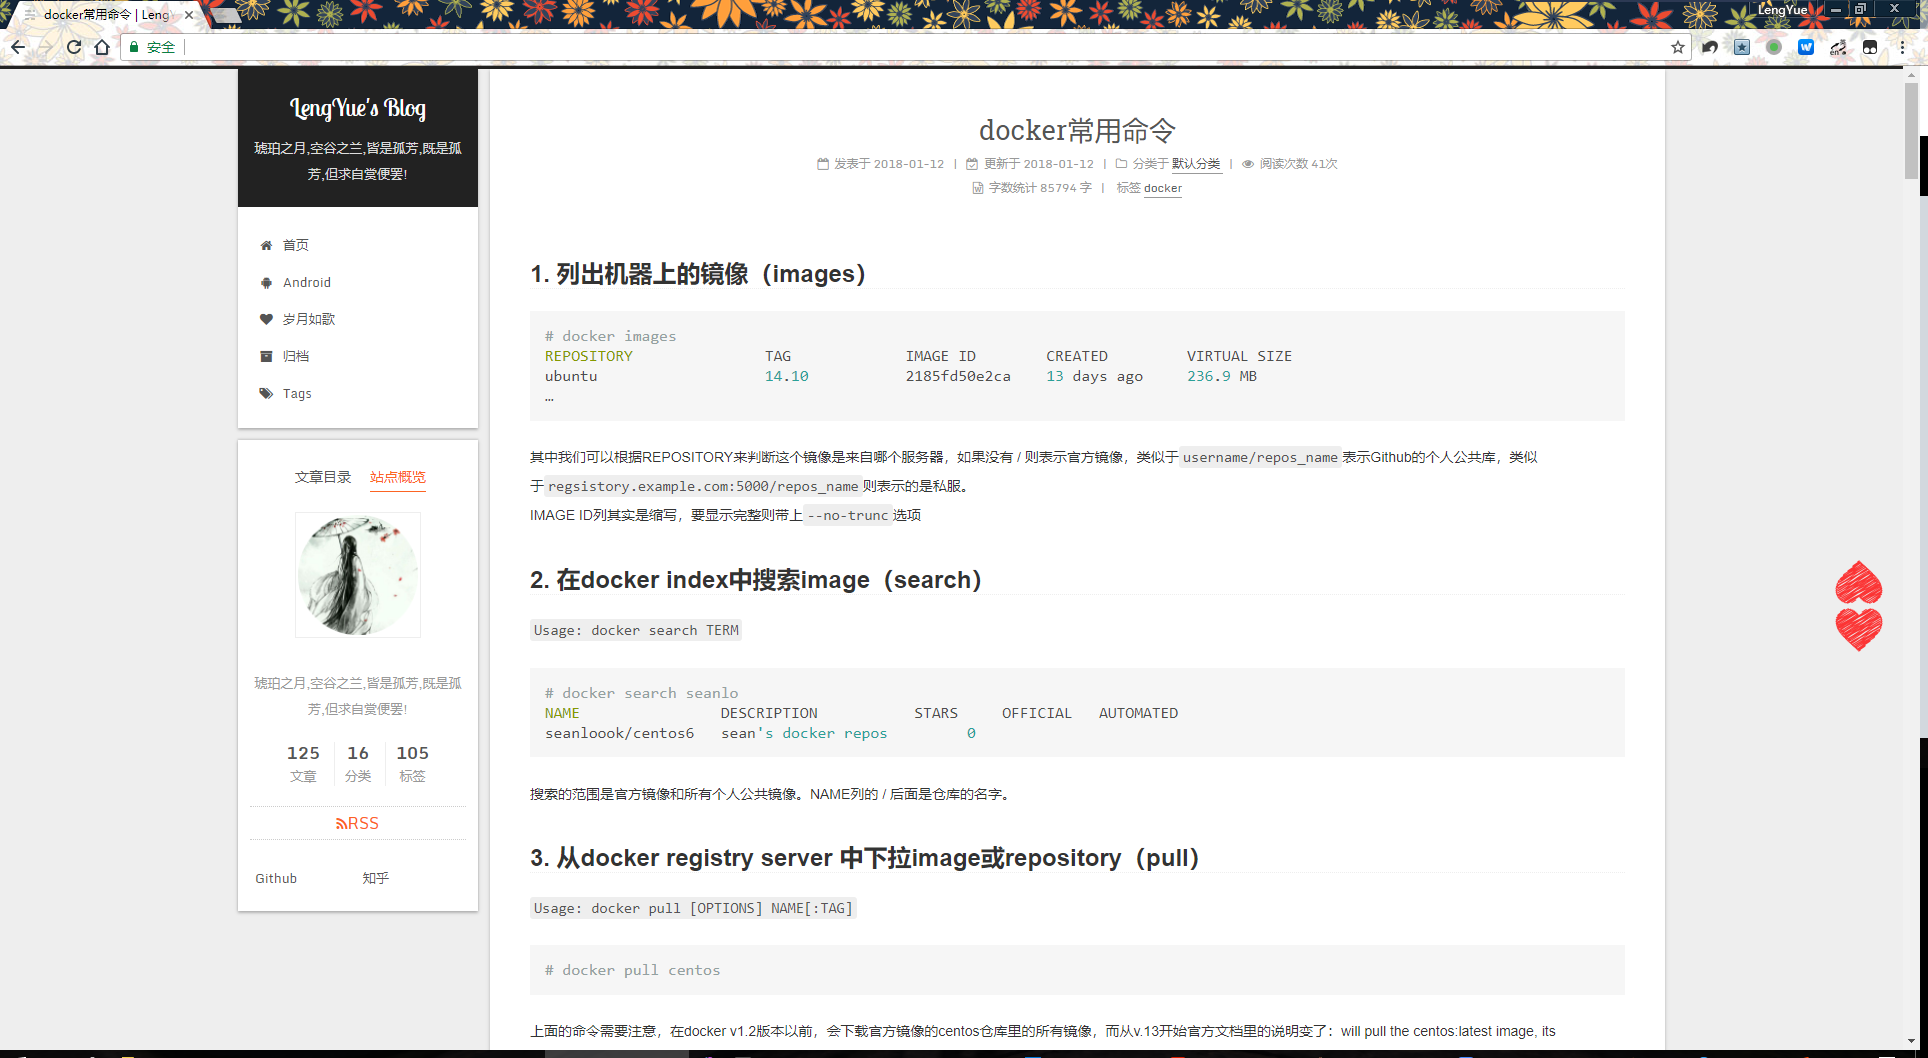 docker常用命令 | Leng
LengYue
安全
LengYue's Blog
琥珀之月,空谷之兰,皆是孤芳,既是孤
芳,但求自赏便罢!
首页
Android
岁月如歌
归档
Tags
文章目录 站点概览
琥珀之月,空谷之兰,皆是孤芳,既是孤
芳,但求自赏便罢!
125 16 105
文章 分类 标签
RSS
Github 知乎
docker常用命令
发表于 2018-01-12 | 更新于 2018-01-12 | 分类于 默认分类 | 阅读次数 41次
字数统计 85794 字 | 标签 docker
1. 列出机器上的镜像（images）
# docker images
REPOSITORY TAG IMAGE ID CREATED VIRTUAL SIZE
ubuntu 14.10 2185fd50e2ca 13 days ago 236.9 MB
…
其中我们可以根据REPOSITORY来判断这个镜像是来自哪个服务器，如果没有 / 则表示官方镜像，类似于 username/repos_name 表示Github的个人公共库，类似
于 regsistory.example.com:5000/repos_name 则表示的是私服。
IMAGE ID列其实是缩写，要显示完整则带上 --no-trunc 选项
2. 在docker index中搜索image（search）
Usage: docker search TERM
# docker search seanlo
NAME DESCRIPTION STARS OFFICIAL AUTOMATED
seanloook/centos6 sean's docker repos 0
搜索的范围是官方镜像和所有个人公共镜像。NAME列的 / 后面是仓库的名字。
3. 从docker registry server 中下拉image或repository（pull）
Usage: docker pull [OPTIONS] NAME[:TAG]
# docker pull centos
上面的命令需要注意，在docker v1.2版本以前，会下载官方镜像的centos仓库里的所有镜像，而从v.13开始官方文档里的说明变了：will pull the centos:latest image, its